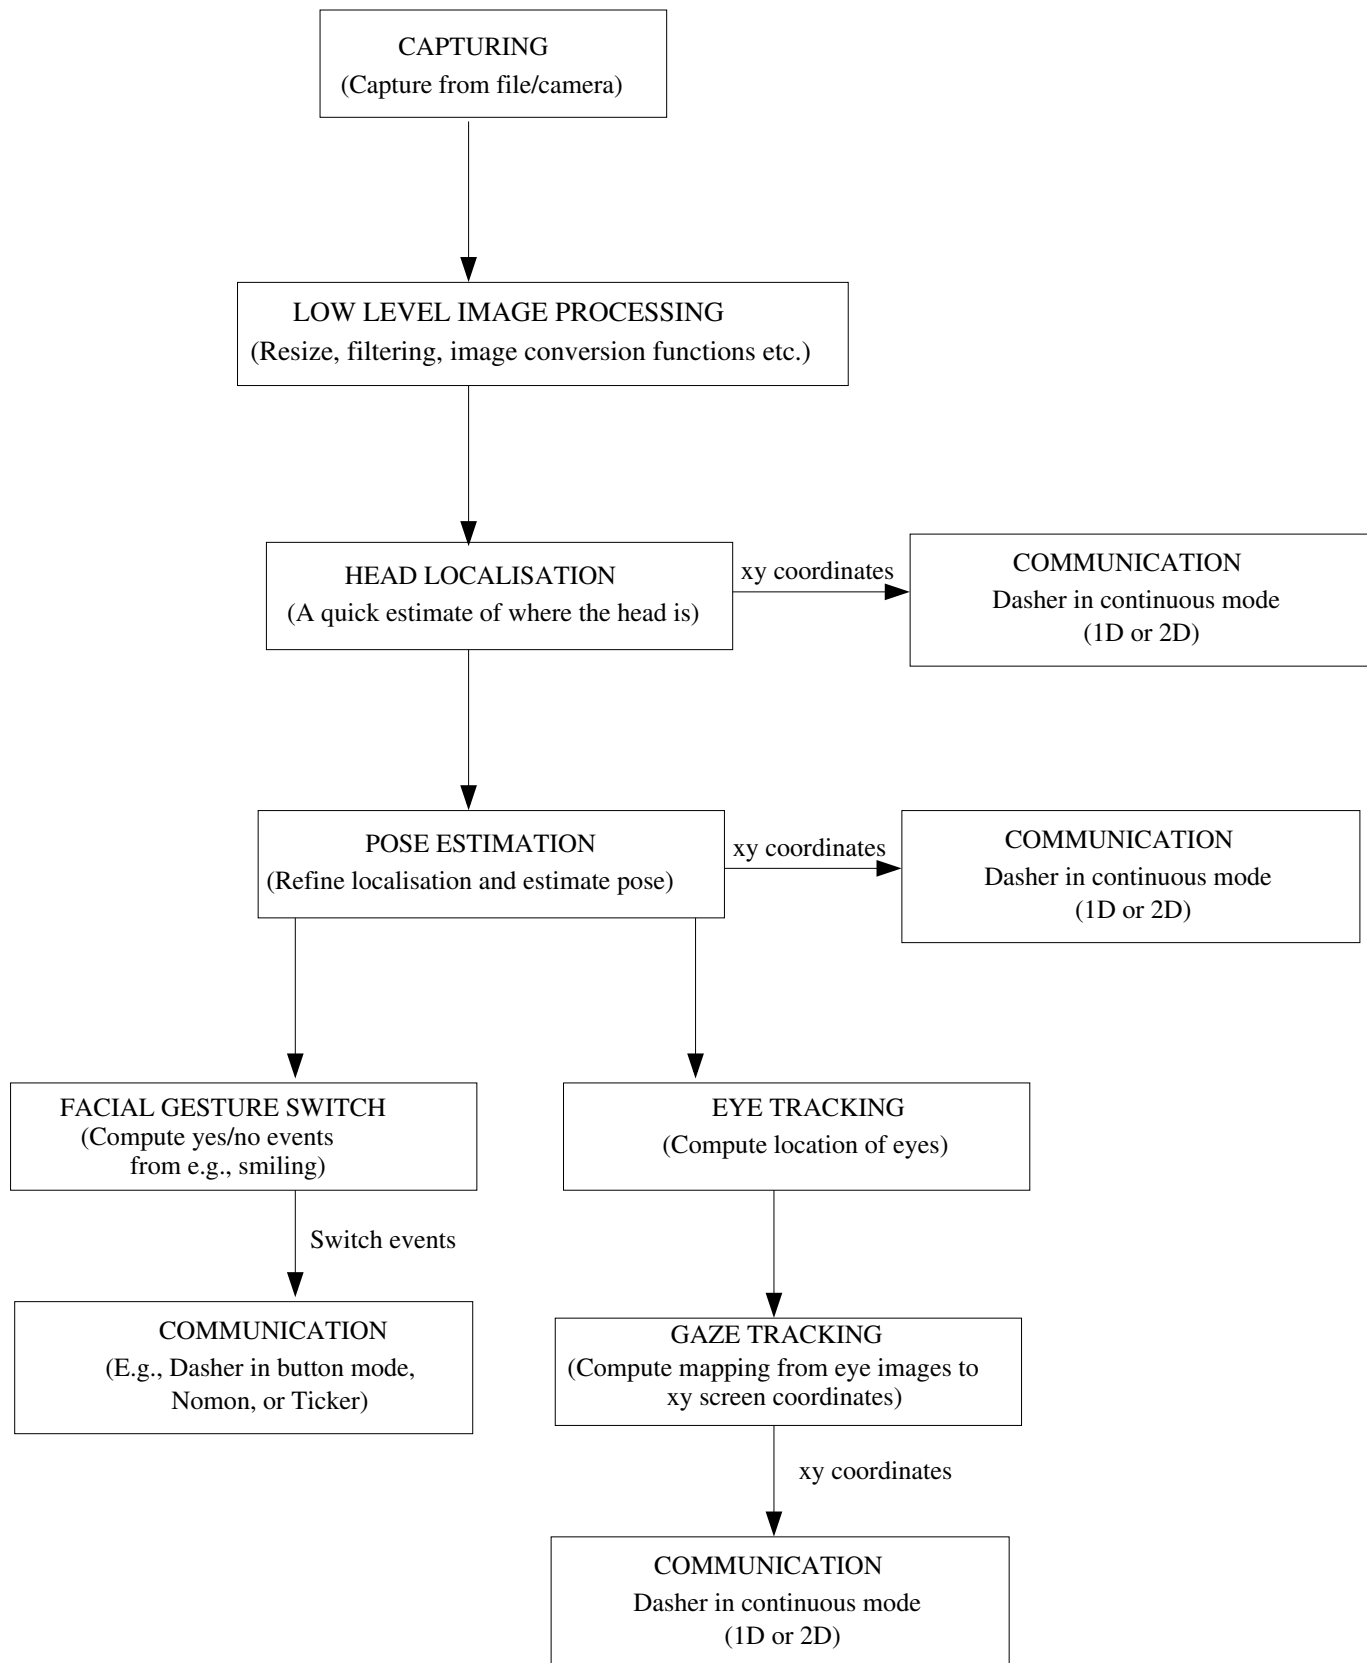 CAPTURING
(Capture from file/camera)
LOW LEVEL IMAGE PROCESSING
(Resize, filtering, image conversion functions etc.)
HEAD LOCALISATION
(A quick estimate of where the head is)
xy coordinates
COMMUNICATION
Dasher in continuous mode
(1D or 2D)
POSE ESTIMATION
(Refine localisation and estimate pose)
xy coordinates
COMMUNICATION
Dasher in continuous mode
(1D or 2D)
FACIAL GESTURE SWITCH
(Compute yes/no events
from e.g., smiling)
Switch events
COMMUNICATION
(E.g., Dasher in button mode,
Nomon, or Ticker)
EYE TRACKING
(Compute location of eyes)
GAZE TRACKING
(Compute mapping from eye images to
xy screen coordinates)
xy coordinates
COMMUNICATION
Dasher in continuous mode
(1D or 2D)